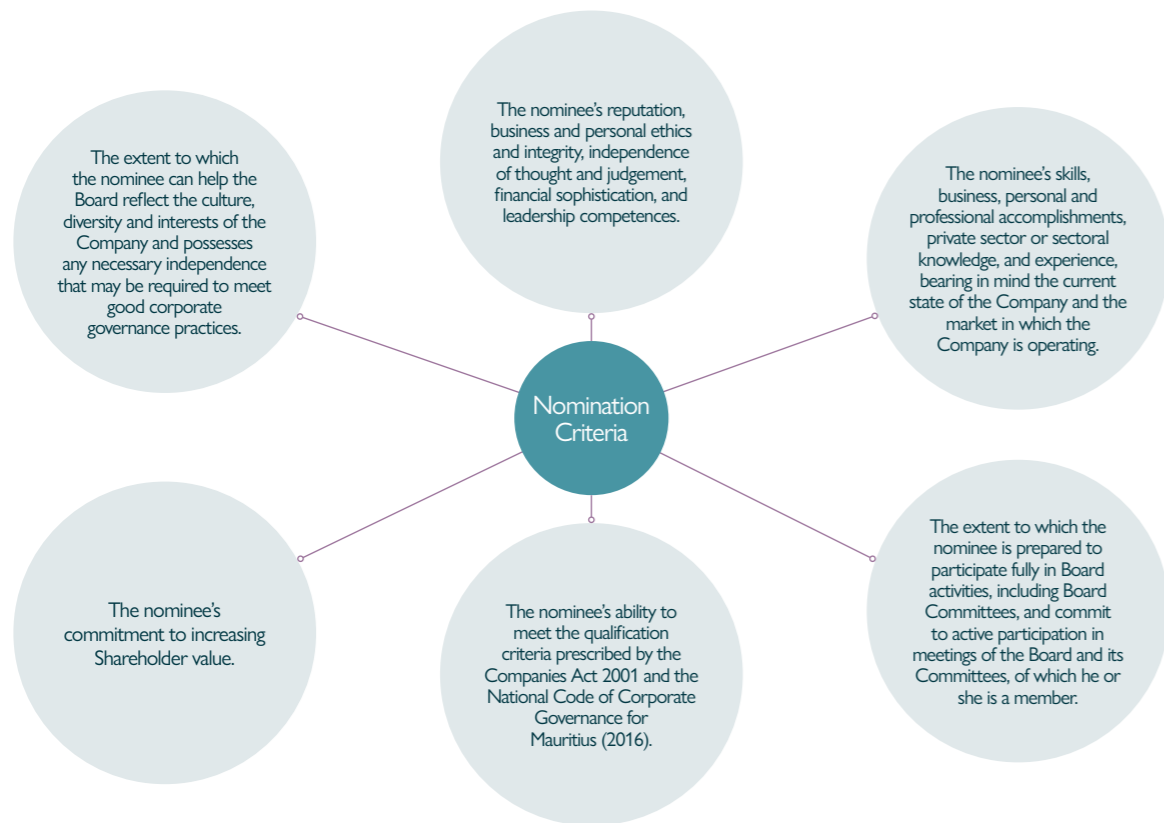 The nominee's reputation,
business and personal ethics
and integrity, independence
of thought and judgement,
financial sophistication, and
leadership competences.
The extent to which
the nominee can help the
Board reflect the culture,
diversity and interests of the
Company and possesses
any necessary independence
that may be required to meet
good corporate
governance practices.
The nominee's skills,
business, personal and
professional accomplishments,
private sector or sectoral
knowledge, and experience,
bearing in mind the current
state of the Company and the
market in which the
Company is operating.
Nomination
Criteria
The nominee's
commitment to increasing
Shareholder value.
The nominee's ability to
meet the qualification
criteria prescribed by the
Companies Act 2001 and the
National Code of Corporate
Governance for
Mauritius (2016).
The extent to which the
nominee is prepared to
participate fully in Board
activities, including Board
Committees, and commit
to active participation in
meetings of the Board and its
Committees, of which he or
she is a member.